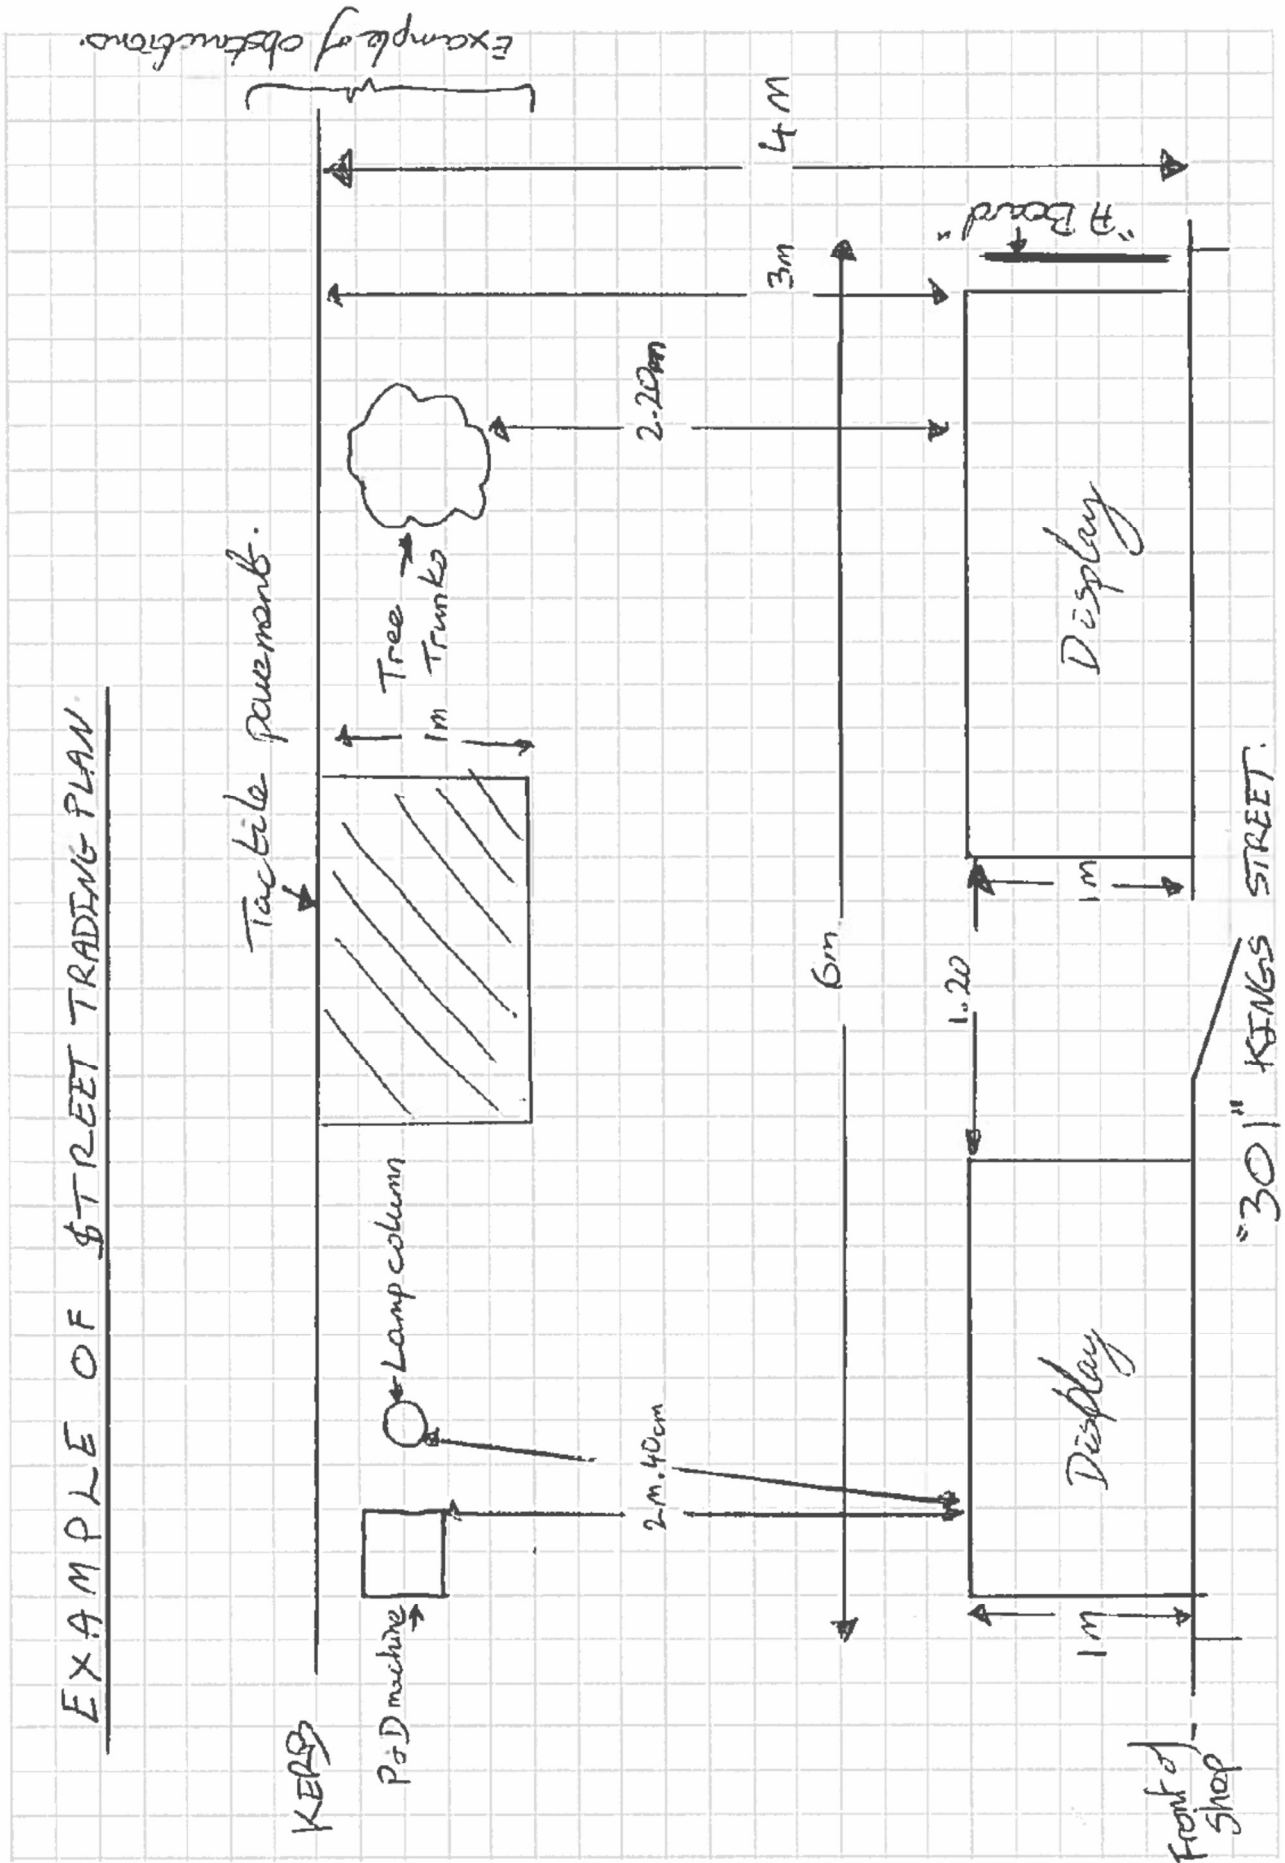 EXAMPLE OF STREET TRADING PLAN
Example of obstructions.
Tactile pavement.
KERB
P&D machine
Lamp column
1m
Tree
Trunks
2-20m
3m
4M
2m.40cm
6m
1.20
"A Board"
1M
Display
1M
Display
Front of
Shop
"301" KINGS STREET.